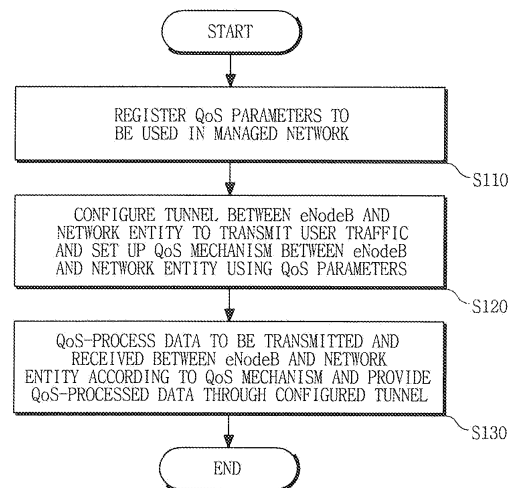 START
REGISTER QoS PARAMETERS TO
BE USED IN MANAGED NETWORK
S110
CONFIGURE TUNNEL BETWEEN eNodeB AND
NETWORK ENTITY TO TRANSMIT USER TRAFFIC
AND SET UP QoS MECHANISM BETWEEN eNodeB
AND NETWORK ENTITY USING QoS PARAMETERS
S120
QoS-PROCESS DATA TO BE TRANSMITTED AND
RECEIVED BETWEEN eNodeB AND NETWORK
ENTITY ACCORDING TO QoS MECHANISM AND PROVIDE
QoS-PROCESSED DATA THROUGH CONFIGURED TUNNEL
S130
END